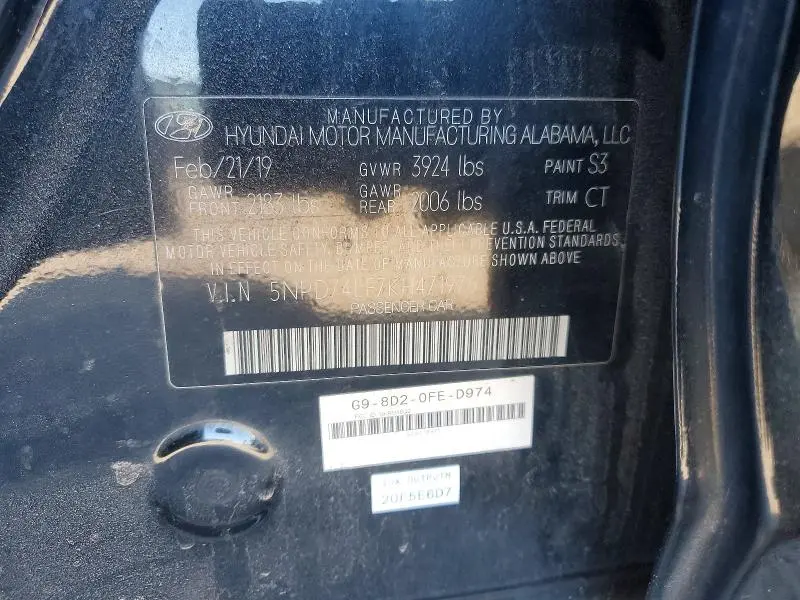 MANUFACTURED BY
HYUNDAI MOTOR MANUFACTURING ALABAMA, LLC
Feb/21/19 GVWR 3924 lbs PAINT S3
GAWR FRONT 2183 lbs GAWR REAR 2006 lbs TRIM CT
THIS VEHICLE CONFORMS TO ALL APPLICABLE U.S.A. FEDERAL
MOTOR VEHICLE SAFETY, BUMPER, AND THEFT PREVENTION STANDARDS
IN EFFECT ON THE DATE OF MANUFACTURE SHOWN ABOVE.
V.I.N
PASSENGER CAR
G9-8D2-0FE-D974
20F5E6D7